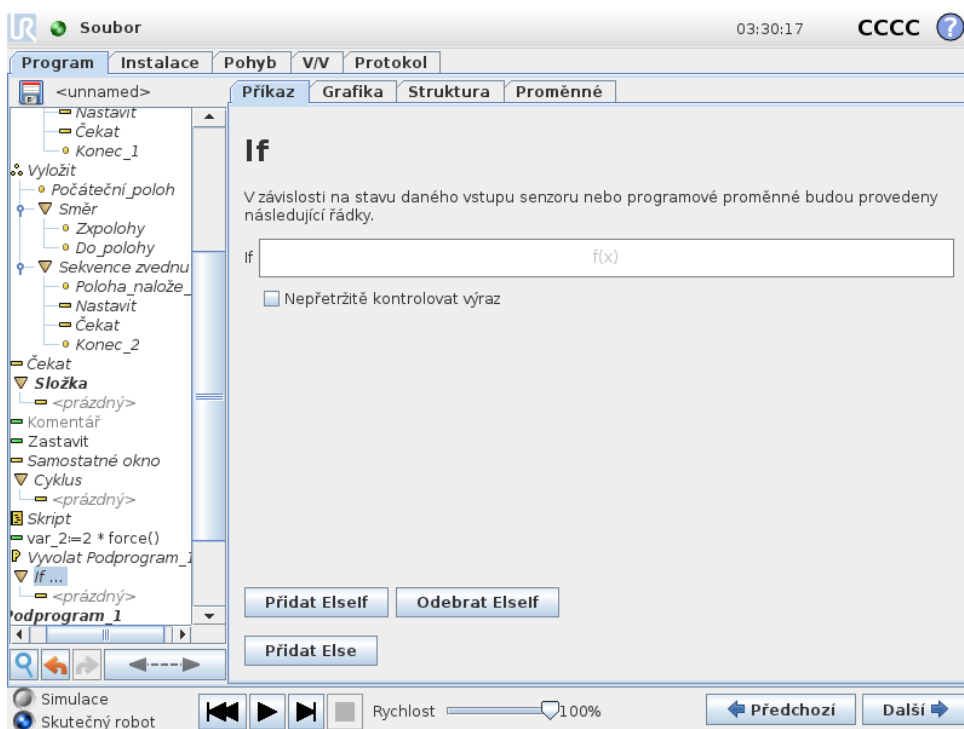 UR Soubor 03:30:17 CCCC ?
Program Instalace Pohyb V/V Protokol
<unnamed>
Příkaz Grafika Struktura Proměnné
Nastavit
Čekat
Konec_1
Vyložit
Počáteční_poloh
Směr
Zxpolohy
Do_polohy
Sekvence zvednu
Poloha_nalože_
Nastavit
Čekat
Konec_2
Čekat
Složka
<prázdný>
Komentář
Zastavit
Samostatné okno
Cyklus
<prázdný>
Skript
var_2:=2 * force()
Vyvolat Podprogram_1
If ...
<prázdný>
Podprogram_1
If
V závislosti na stavu daného vstupu senzoru nebo programové proměnné budou provedeny
následující řádky.
If f(x)
Nepřetržitě kontrolovat výraz
Přidat ElseIf Odebrat ElseIf
Přidat Else
Simulace
Skutečný robot
Rychlost 100%
Předchozí Další